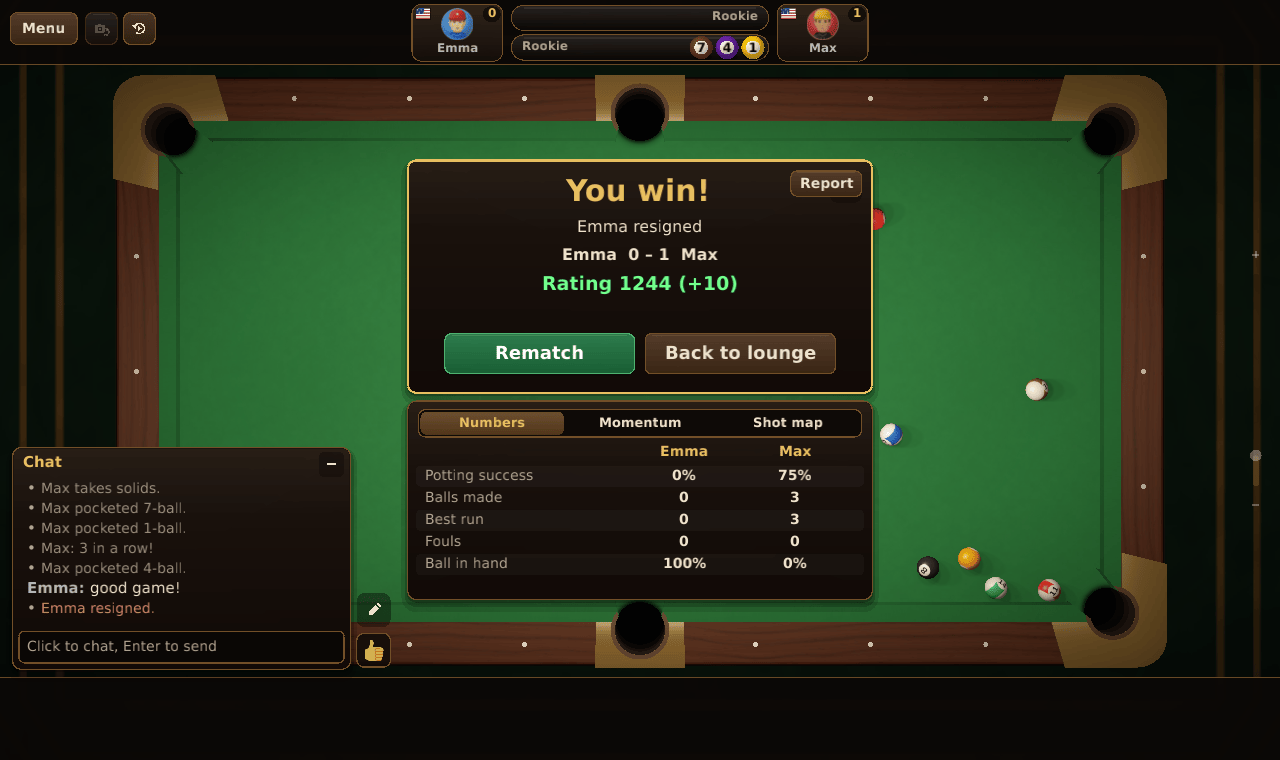 Menu
0
Emma
Rookie
Rookie
7 4 1
1
Max
You win!
Report
Emma resigned
Emma 0 – 1 Max
Rating 1244 (+10)
Rematch
Back to lounge
Numbers
Momentum
Shot map
Emma Max
Potting success 0% 75%
Balls made 0 3
Best run 0 3
Fouls 0 0
Ball in hand 100% 0%
Chat
• Max takes solids.
• Max pocketed 7-ball.
• Max pocketed 1-ball.
• Max: 3 in a row!
• Max pocketed 4-ball.
Emma: good game!
• Emma resigned.
Click to chat, Enter to send
8